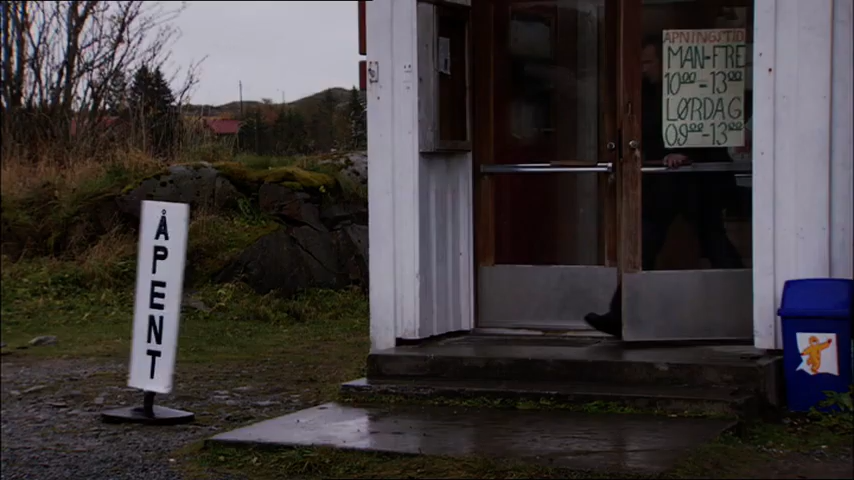 ÅPENT
ÅPNINGSTID
MAN-FRE
10⁰⁰-13⁰⁰
LØRDAG
09⁰⁰-13⁰⁰